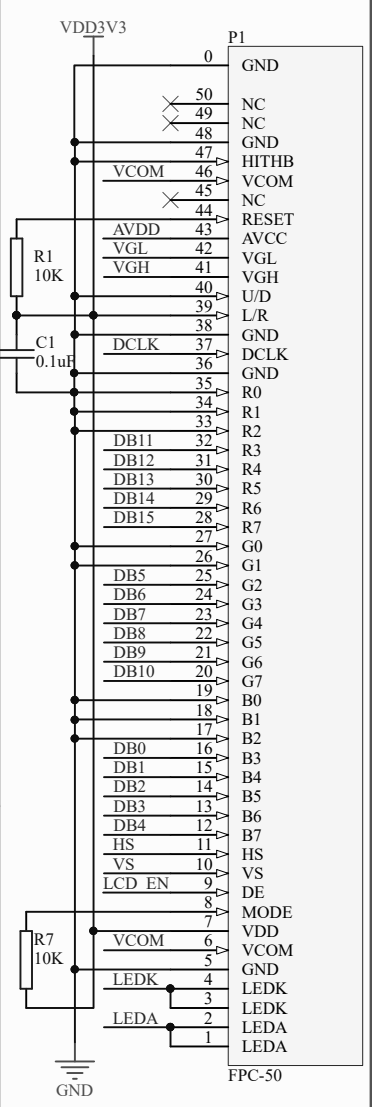 VDD3V3
P1
0 GND
50 NC
49 NC
48 GND
47 HITHB
VCOM 46 VCOM
45 NC
44 RESET
AVDD 43 AVCC
VGL 42 VGL
VGH 41 VGH
R1
10K
40 U/D
39 L/R
38 GND
C1
0.1uF
DCLK 37 DCLK
36 GND
35 R0
34 R1
33 R2
DB11 32 R3
DB12 31 R4
DB13 30 R5
DB14 29 R6
DB15 28 R7
27 G0
26 G1
DB5 25 G2
DB6 24 G3
DB7 23 G4
DB8 22 G5
DB9 21 G6
DB10 20 G7
19 B0
18 B1
17 B2
DB0 16 B3
DB1 15 B4
DB2 14 B5
DB3 13 B6
DB4 12 B7
HS 11 HS
VS 10 VS
LCD_EN 9 DE
8 MODE
7 VDD
R7
10K
VCOM 6 VCOM
5 GND
LEDK 4 LEDK
3 LEDK
LEDA 2 LEDA
1 LEDA
FPC-50
GND